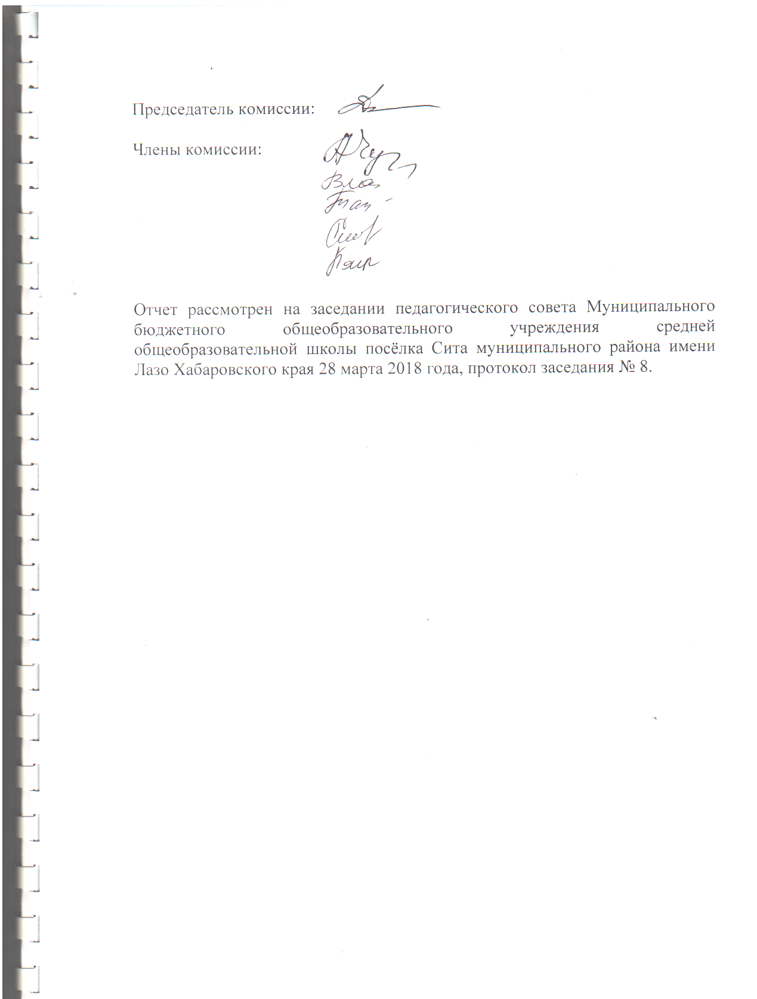 Председатель комиссии:
Члены комиссии:
Отчет рассмотрен на заседании педагогического совета Муниципального
бюджетного общеобразовательного учреждения средней
общеобразовательной школы посёлка Сита муниципального района имени
Лазо Хабаровского края 28 марта 2018 года, протокол заседания № 8.